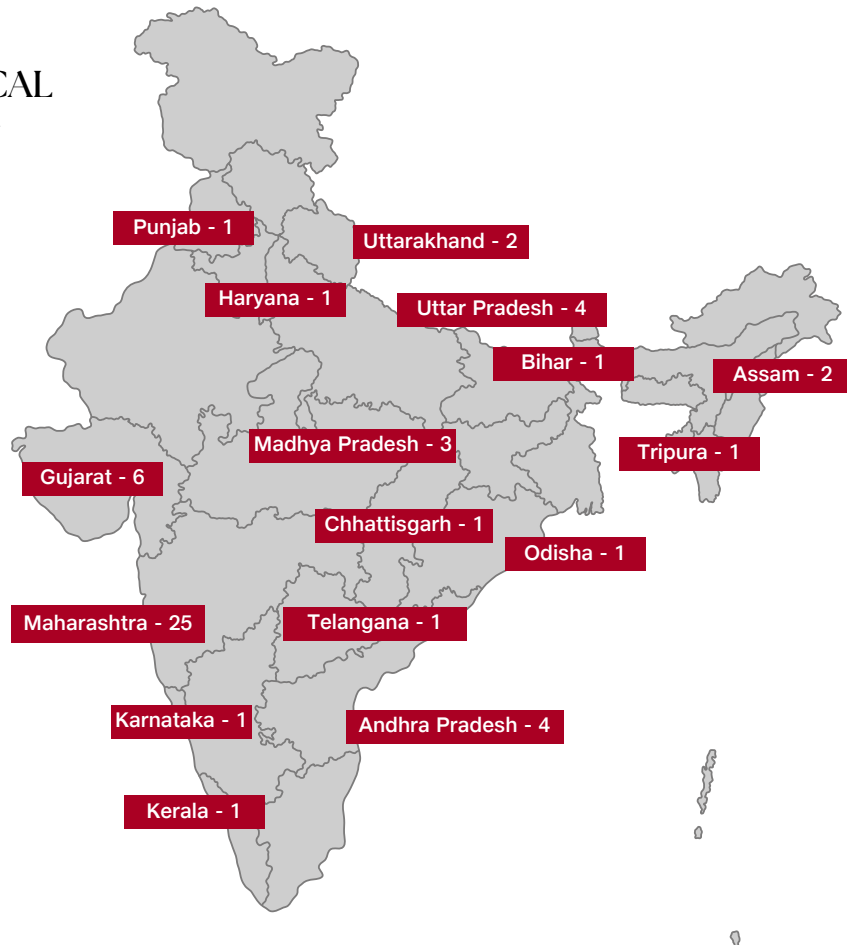 Punjab - 1
Uttarakhand - 2
Haryana - 1
Uttar Pradesh - 4
Bihar - 1
Assam - 2
Madhya Pradesh - 3
Tripura - 1
Gujarat - 6
Chhattisgarh - 1
Odisha - 1
Maharashtra - 25
Telangana - 1
Karnataka - 1
Andhra Pradesh - 4
Kerala - 1